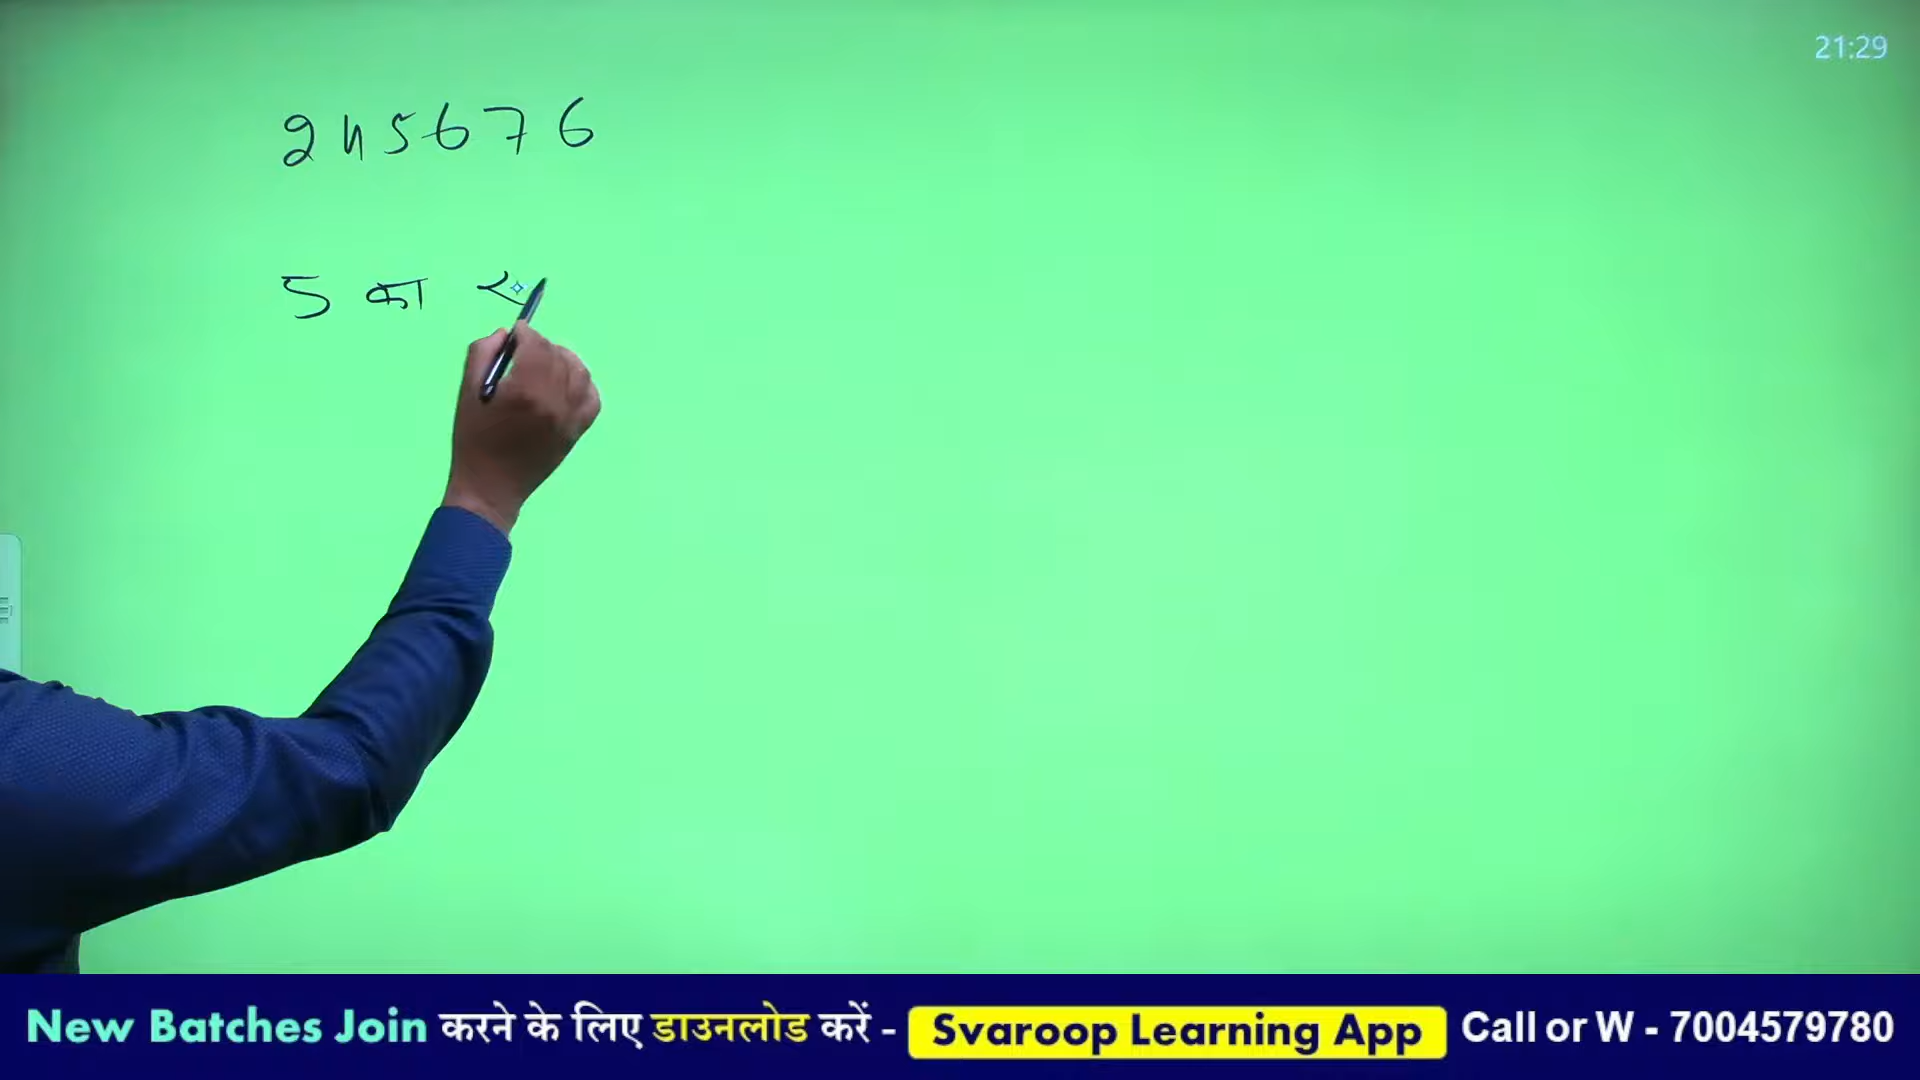 21:29
245676
5 का
New Batches Join करने के लिए डाउनलोड करें - Svaroop Learning App Call or W - 7004579780